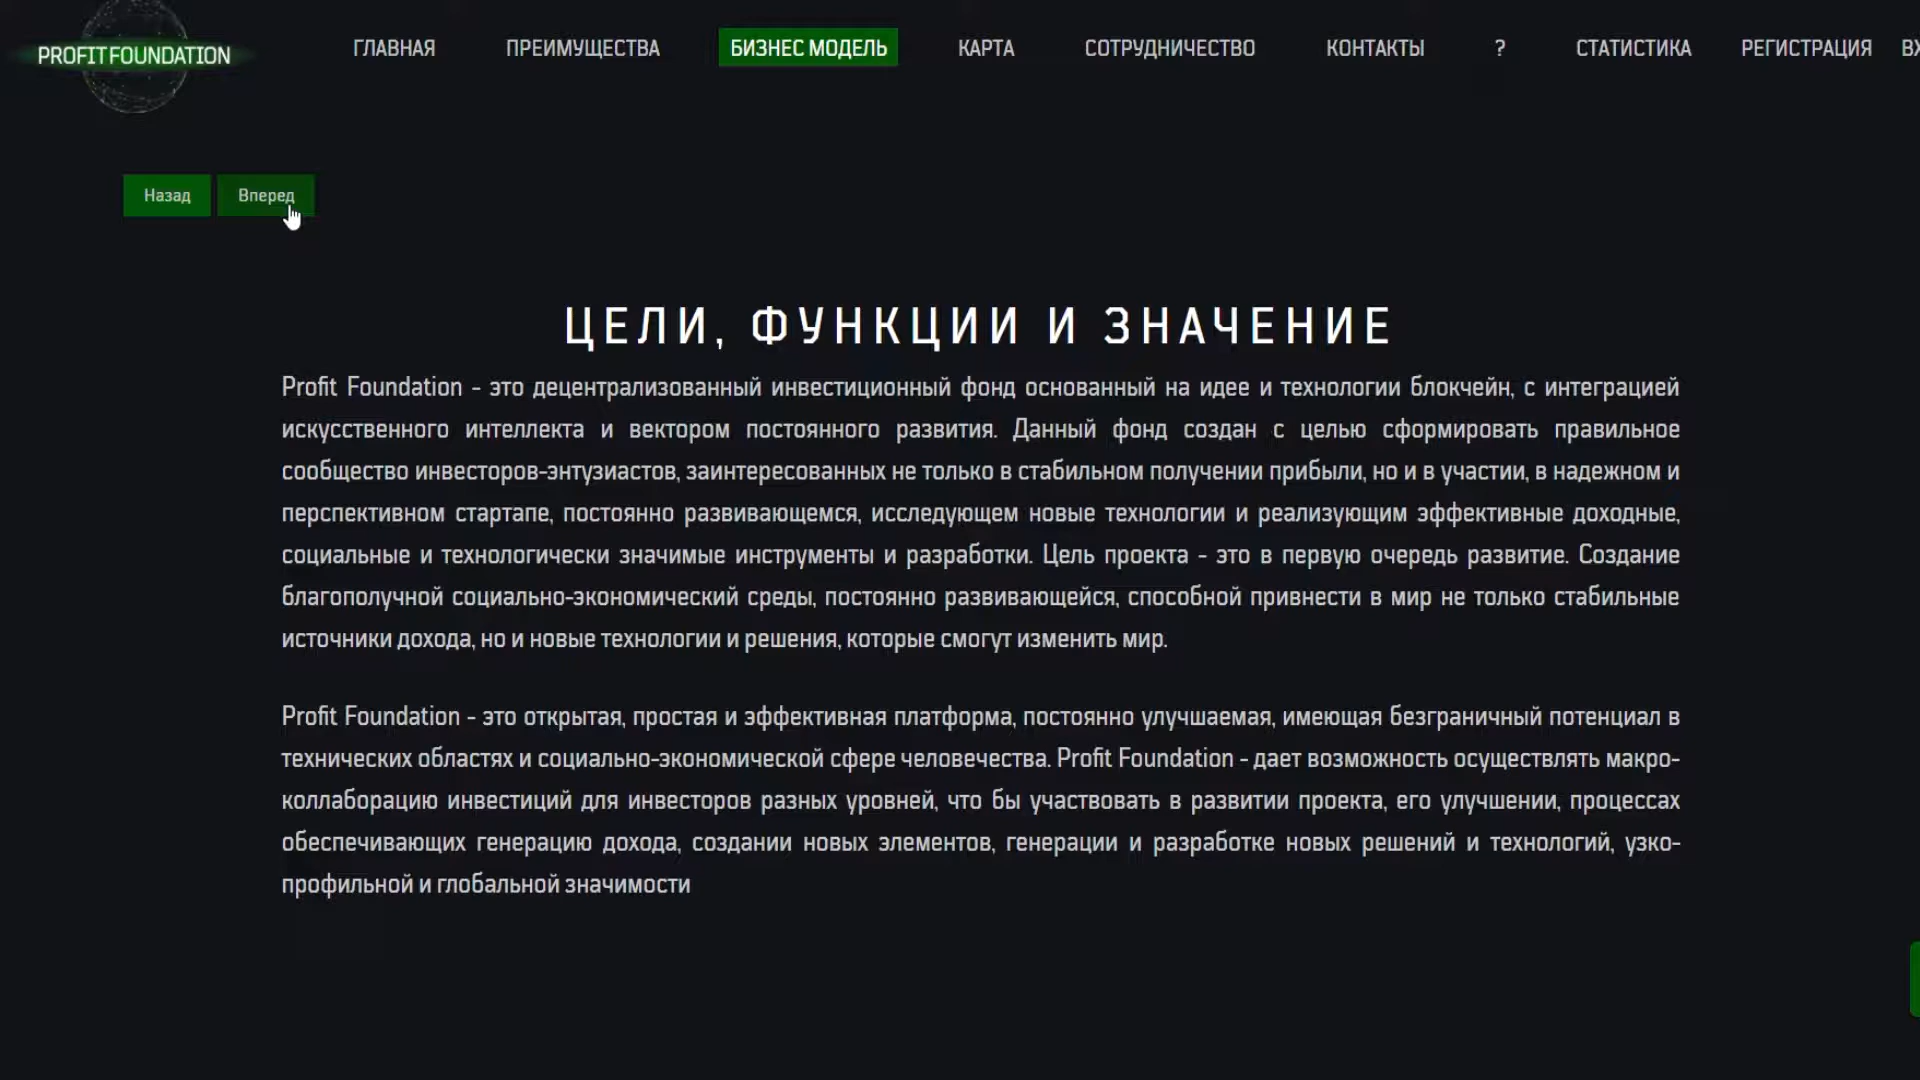 PROFIT FOUNDATION
ГЛАВНАЯ ПРЕИМУЩЕСТВА БИЗНЕС МОДЕЛЬ КАРТА СОТРУДНИЧЕСТВО КОНТАКТЫ ? СТАТИСТИКА РЕГИСТРАЦИЯ
Назад Вперед
ЦЕЛИ, ФУНКЦИИ И ЗНАЧЕНИЕ
Profit Foundation - это децентрализованный инвестиционный фонд основанный на идее и технологии блокчейн, с интеграцией
искусственного интеллекта и вектором постоянного развития. Данный фонд создан с целью сформировать правильное
сообщество инвесторов-энтузиастов, заинтересованных не только в стабильном получении прибыли, но и в участии, в надежном и
перспективном стартапе, постоянно развивающемся, исследующем новые технологии и реализующим эффективные доходные,
социальные и технологически значимые инструменты и разработки. Цель проекта - это в первую очередь развитие. Создание
благополучной социально-экономический среды, постоянно развивающейся, способной привнести в мир не только стабильные
источники дохода, но и новые технологии и решения, которые смогут изменить мир.
Profit Foundation - это открытая, простая и эффективная платформа, постоянно улучшаемая, имеющая безграничный потенциал в
технических областях и социально-экономической сфере человечества. Profit Foundation - дает возможность осуществлять макро-
коллаборацию инвестиций для инвесторов разных уровней, что бы участвовать в развитии проекта, его улучшении, процессах
обеспечивающих генерацию дохода, создании новых элементов, генерации и разработке новых решений и технологий, узко-
профильной и глобальной значимости